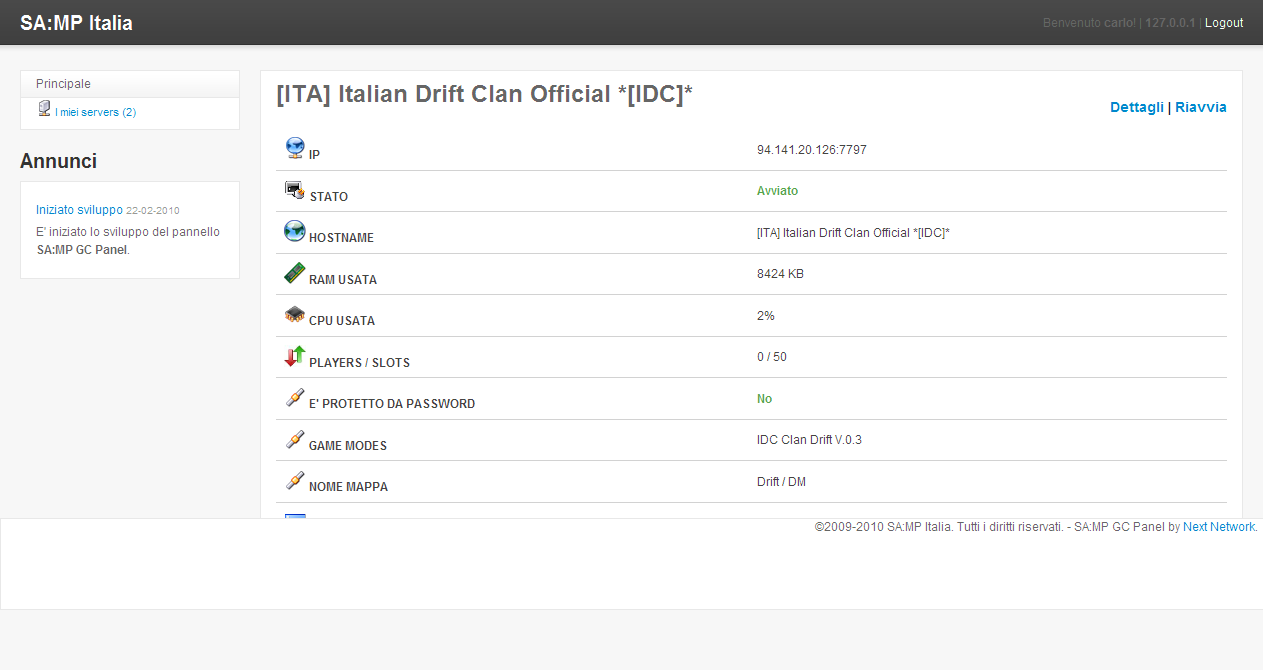 SA:MP Italia
Benvenuto carlo! | 127.0.0.1 | Logout
Principale
I miei servers (2)
Annunci
Iniziato sviluppo 22-02-2010
E' iniziato lo sviluppo del pannello
SA:MP GC Panel.
[ITA] Italian Drift Clan Official *[IDC]*
Dettagli | Riavvia
IP 94.141.20.126:7797
STATO Avviato
HOSTNAME [ITA] Italian Drift Clan Official *[IDC]*
RAM USATA 8424 KB
CPU USATA 2%
PLAYERS / SLOTS 0 / 50
E' PROTETTO DA PASSWORD No
GAME MODES IDC Clan Drift V.0.3
NOME MAPPA Drift / DM
©2009-2010 SA:MP Italia. Tutti i diritti riservati. - SA:MP GC Panel by Next Network.